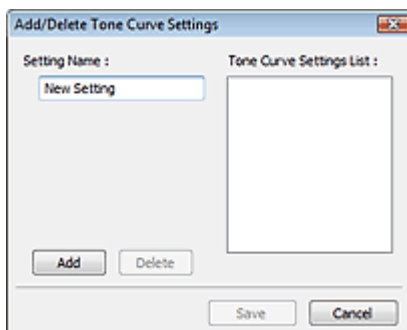 Add/Delete Tone Curve Settings
Setting Name :
Tone Curve Settings List :
New Setting
Add
Delete
Save
Cancel